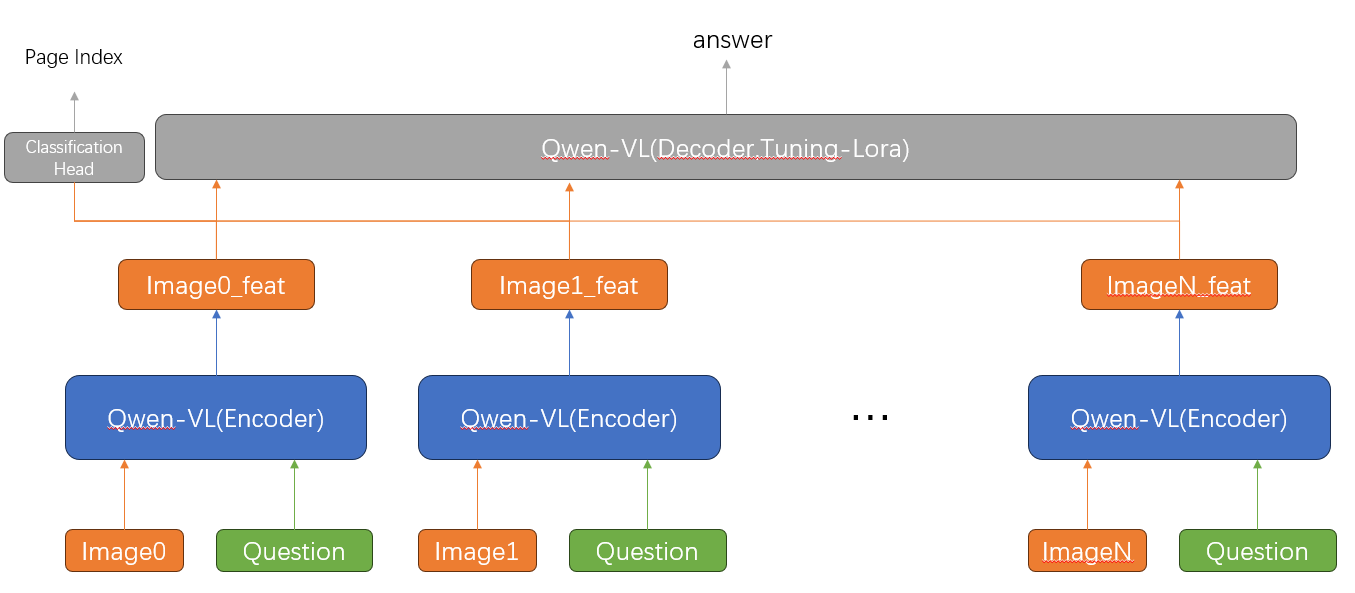 answer
Page Index
Classification
Head
Qwen-VL(Decoder,Tuning-Lora)
Image0_feat
Image1_feat
ImageN_feat
Qwen-VL(Encoder)
Qwen-VL(Encoder)
...
Qwen-VL(Encoder)
Image0
Question
Image1
Question
ImageN
Question